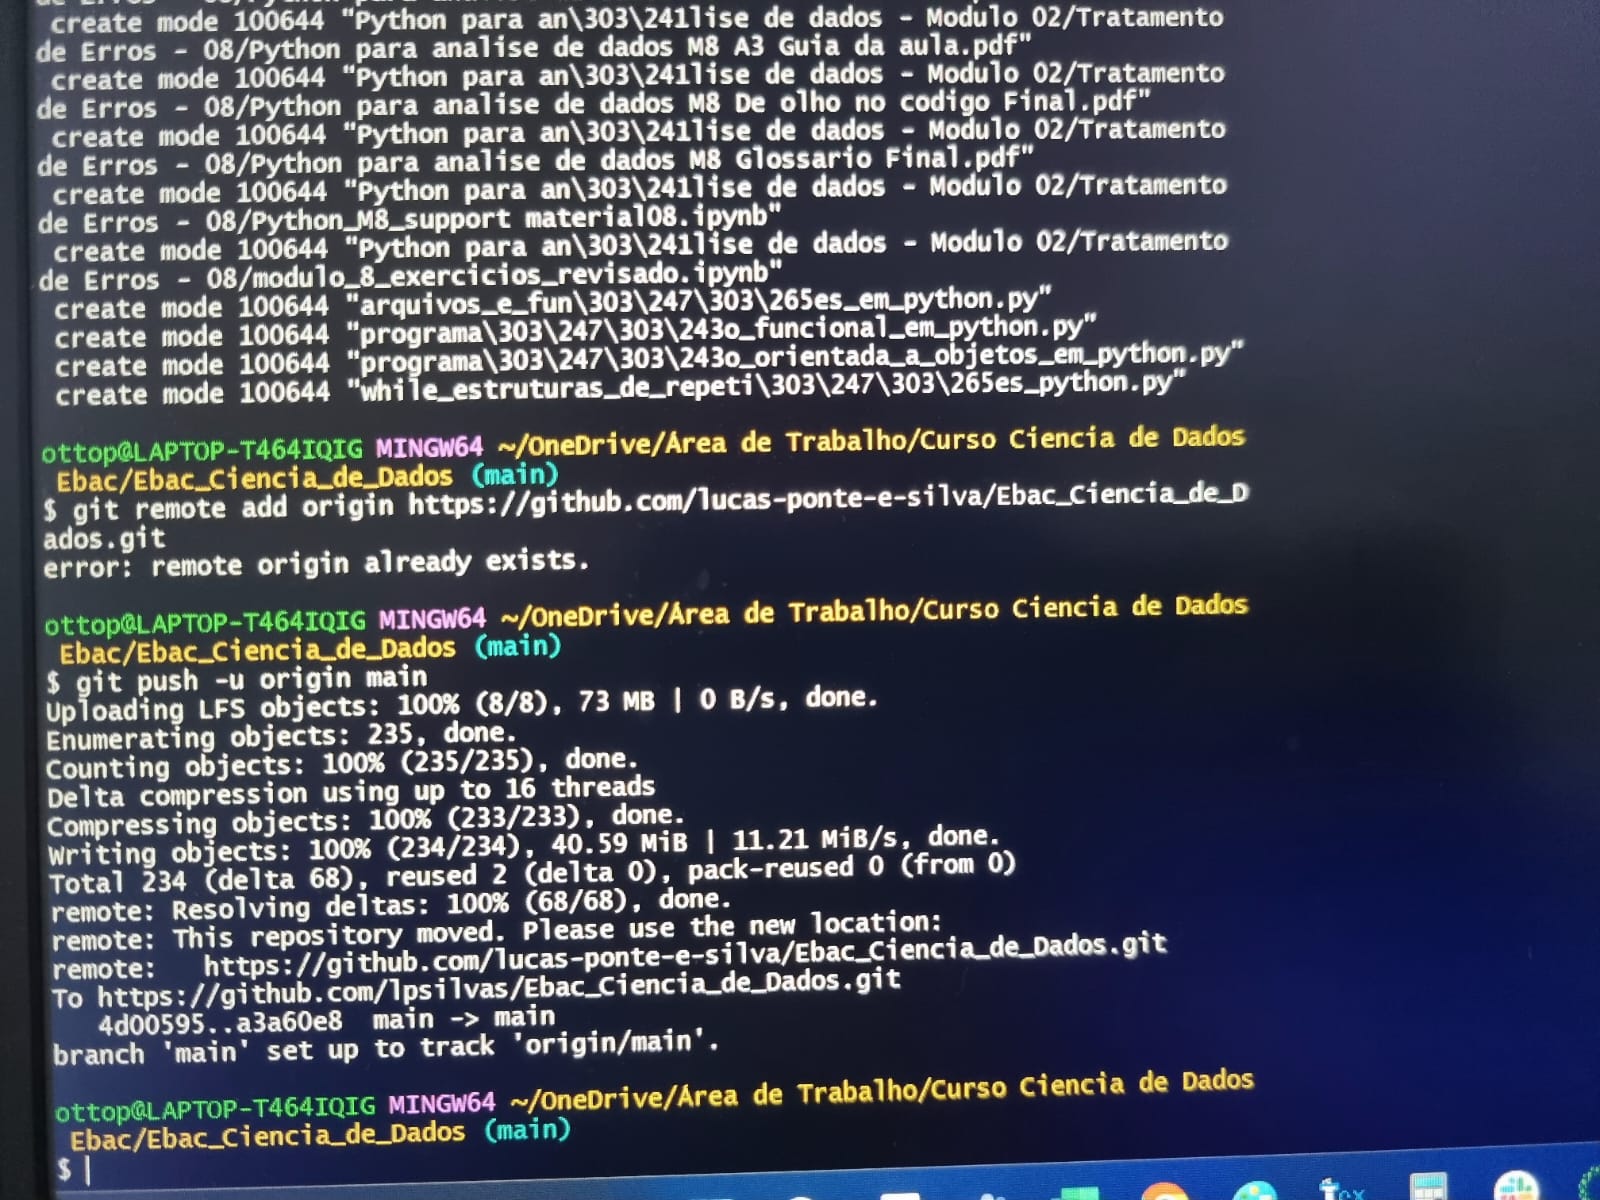 de Erros - 08/Python para analise de dados
create mode 100644 "Python para an\303\241lise de dados - Modulo 02/Tratamento
de Erros - 08/Python para analise de dados M8 A3 Guia da aula.pdf"
create mode 100644 "Python para an\303\241lise de dados - Modulo 02/Tratamento
de Erros - 08/Python para analise de dados M8 De olho no codigo Final.pdf"
create mode 100644 "Python para an\303\241lise de dados - Modulo 02/Tratamento
de Erros - 08/Python para analise de dados M8 Glossario Final.pdf"
create mode 100644 "Python para an\303\241lise de dados - Modulo 02/Tratamento
de Erros - 08/Python_M8_support material08.ipynb"
create mode 100644 "Python para an\303\241lise de dados - Modulo 02/Tratamento
de Erros - 08/modulo_8_exercicios_revisado.ipynb"
create mode 100644 "arquivos_e_fun\303\247\303\265es_em_python.py"
create mode 100644 "programa\303\247\303\243o_funcional_em_python.py"
create mode 100644 "programa\303\247\303\243o_orientada_a_objetos_em_python.py"
create mode 100644 "while_estruturas_de_repeti\303\247\303\265es_python.py"
ottop@LAPTOP-T464IQIG MINGW64 ~/OneDrive/Área de Trabalho/Curso Ciencia de Dados
Ebac/Ebac_Ciencia_de_Dados (main)
$ git remote add origin https://github.com/lucas-ponte-e-silva/Ebac_Ciencia_de_D
ados.git
error: remote origin already exists.
ottop@LAPTOP-T464IQIG MINGW64 ~/OneDrive/Área de Trabalho/Curso Ciencia de Dados
Ebac/Ebac_Ciencia_de_Dados (main)
$ git push -u origin main
Uploading LFS objects: 100% (8/8), 73 MB | 0 B/s, done.
Enumerating objects: 235, done.
Counting objects: 100% (235/235), done.
Delta compression using up to 16 threads
Compressing objects: 100% (233/233), done.
Writing objects: 100% (234/234), 40.59 MiB | 11.21 MiB/s, done.
Total 234 (delta 68), reused 2 (delta 0), pack-reused 0 (from 0)
remote: Resolving deltas: 100% (68/68), done.
remote: This repository moved. Please use the new location:
remote:   https://github.com/lucas-ponte-e-silva/Ebac_Ciencia_de_Dados.git
To https://github.com/lpsilvas/Ebac_Ciencia_de_Dados.git
4d00595..a3a60e8  main -> main
branch 'main' set up to track 'origin/main'.
ottop@LAPTOP-T464IQIG MINGW64 ~/OneDrive/Área de Trabalho/Curso Ciencia de Dados
Ebac/Ebac_Ciencia_de_Dados (main)
$